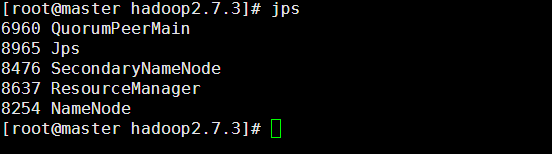 [root@master hadoop2.7.3]# jps
6960 QuorumPeerMain
8965 Jps
8476 SecondaryNameNode
8637 ResourceManager
8254 NameNode
[root@master hadoop2.7.3]#